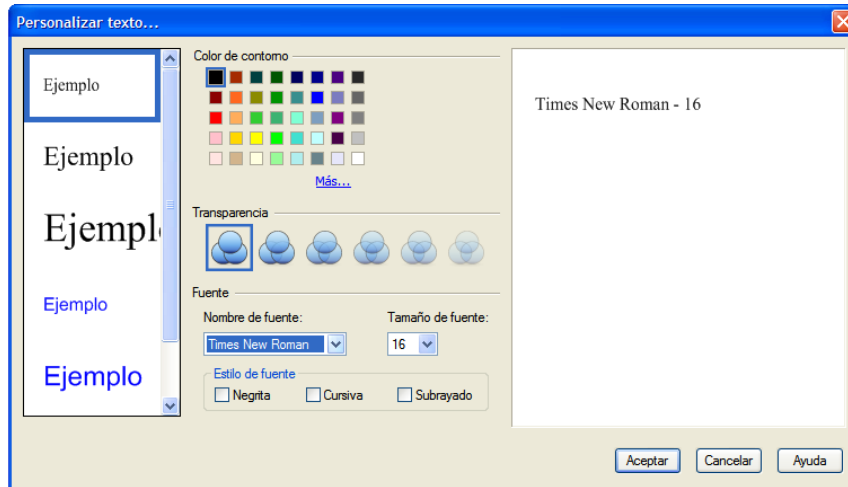 Personalizar texto...
Ejemplo
Ejemplo
Ejempl
Ejemplo
Ejemplo
Color de contorno
Más...
Transparencia
Fuente
Nombre de fuente:
Tamaño de fuente:
Times New Roman
16
Estilo de fuente
Negrita
Cursiva
Subrayado
Times New Roman - 16
Aceptar
Cancelar
Ayuda